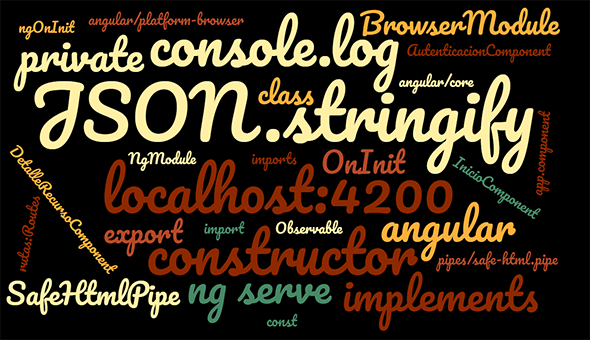 ngOnInit
angular/platform-browser
BrowserModule
private
console.log
AutenticacionComponent
class
angular/core
JSON.stringify
NgModule
imports
OnInit
app.component
InicioComponent
DetalleRecursoComponent
localhost:4200
rutas:Routes
export
import
Observable
angular
constructor
pipes/safe-html.pipe
SafeHtmlPipe
ng serve
implements
const